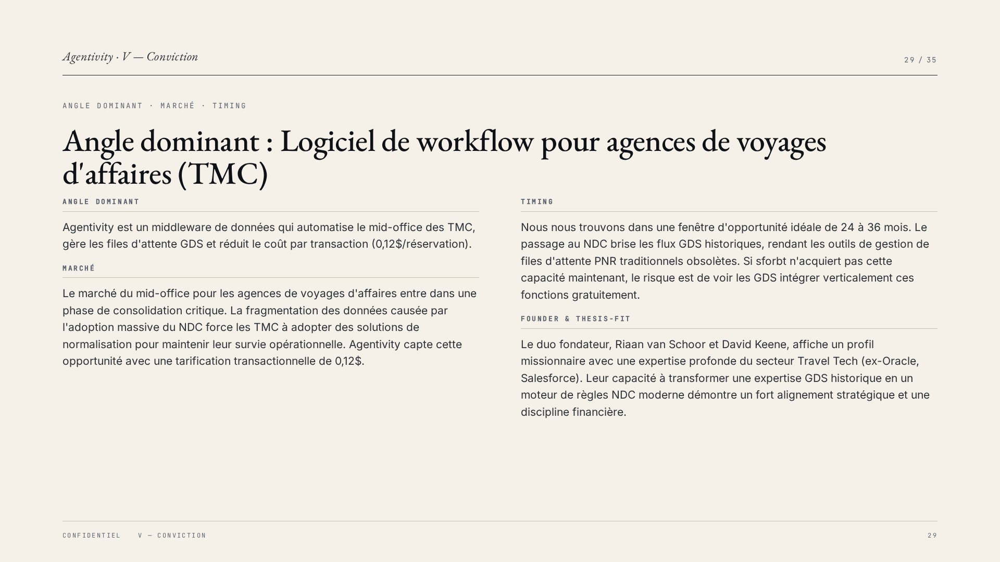 Agentivity · V — Conviction
29 / 35
ANGLE DOMINANT · MARCHÉ · TIMING
Angle dominant : Logiciel de workflow pour agences de voyages
d'affaires (TMC)
ANGLE DOMINANT
Agentivity est un middleware de données qui automatise le mid-office des TMC,
gère les files d'attente GDS et réduit le coût par transaction (0,12$/réservation).
MARCHÉ
Le marché du mid-office pour les agences de voyages d'affaires entre dans une
phase de consolidation critique. La fragmentation des données causée par
l'adoption massive du NDC force les TMC à adopter des solutions de
normalisation pour maintenir leur survie opérationnelle. Agentivity capte cette
opportunité avec une tarification transactionnelle de 0,12$.
TIMING
Nous nous trouvons dans une fenêtre d'opportunité idéale de 24 à 36 mois. Le
passage au NDC brise les flux GDS historiques, rendant les outils de gestion de
files d'attente PNR traditionnels obsolètes. Si sforbt n'acquiert pas cette
capacité maintenant, le risque est de voir les GDS intégrer verticalement ces
fonctions gratuitement.
FOUNDER & THESIS-FIT
Le duo fondateur, Riaan van Schoor et David Keene, affiche un profil
missionnaire avec une expertise profonde du secteur Travel Tech (ex-Oracle,
Salesforce). Leur capacité à transformer une expertise GDS historique en un
moteur de règles NDC moderne démontre un fort alignement stratégique et une
discipline financière.
CONFIDENTIEL V — CONVICTION
29